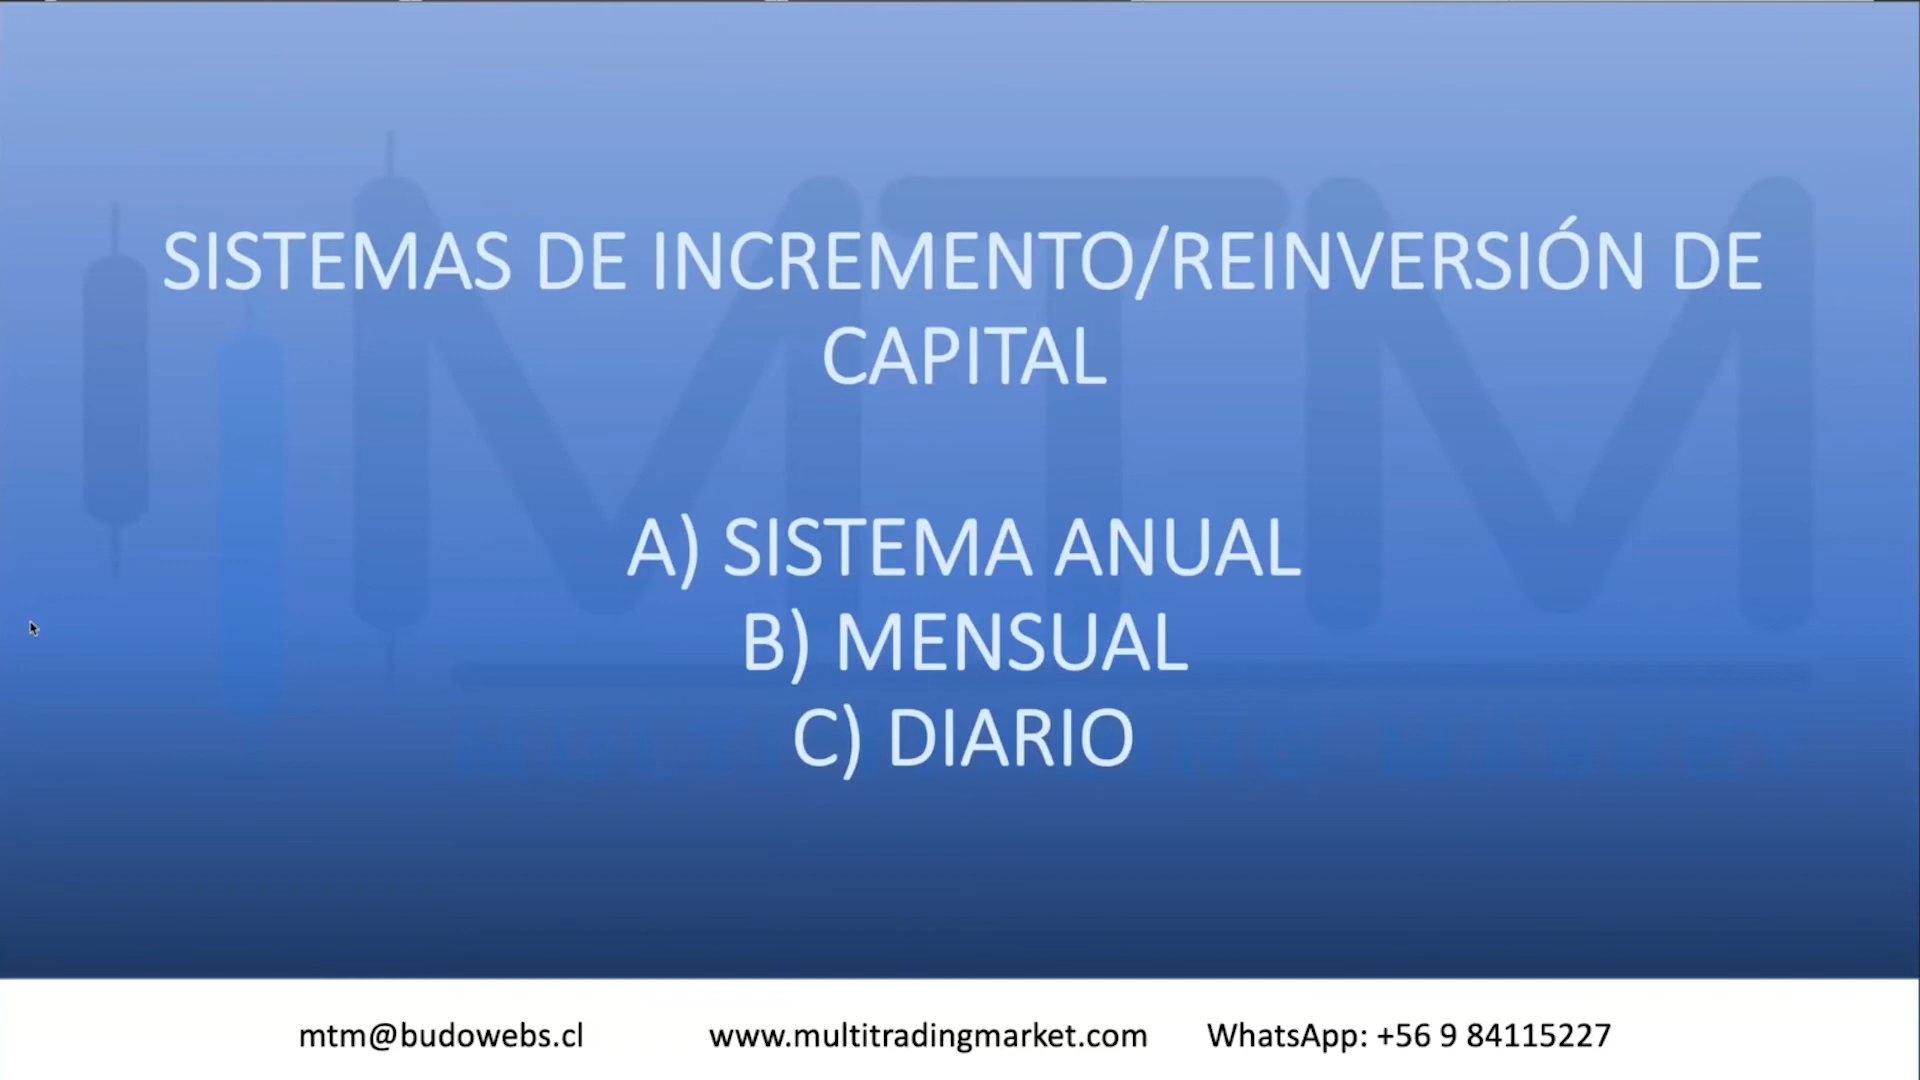 SISTEMAS DE INCREMENTO/REINVERSIÓN DE
CAPITAL
A) SISTEMA ANUAL
B) MENSUAL
C) DIARIO
MTM
mtm@budowebs.cl www.multitradingmarket.com WhatsApp: +56 9 84115227